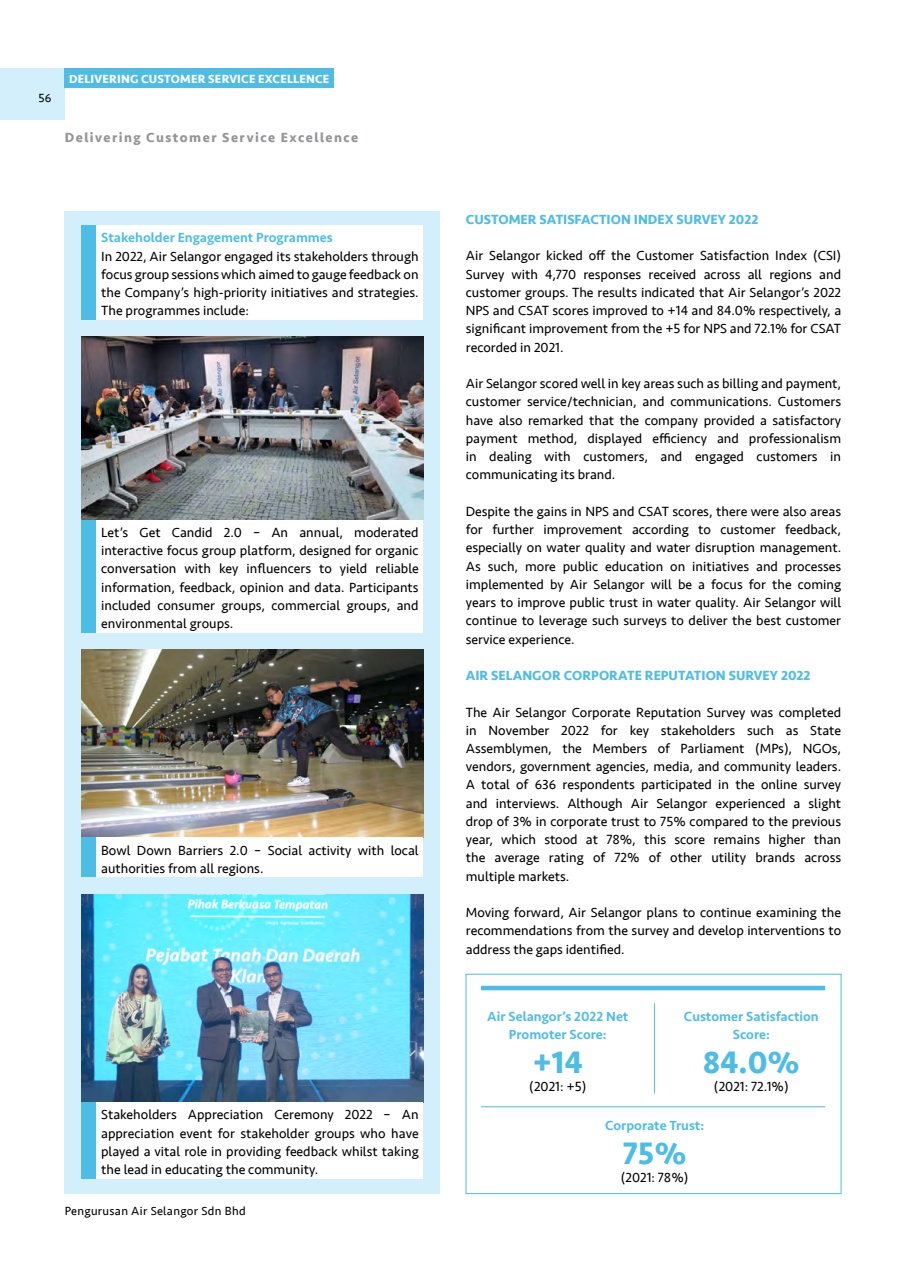 DELIVERING CUSTOMER SERVICE EXCELLENCE
56
Delivering Customer Service Excellence
Stakeholder Engagement Programmes
In 2022, Air Selangor engaged its stakeholders through
focus group sessions which aimed to gauge feedback on
the Company's high-priority initiatives and strategies.
The programmes include:
Air Selangor
Air Selangor
Let's Get Candid 2.0 – An annual, moderated
interactive focus group platform, designed for organic
conversation with key influencers to yield reliable
information, feedback, opinion and data. Participants
included consumer groups, commercial groups, and
environmental groups.
Bowl Down Barriers 2.0 – Social activity with local
authorities from all regions.
Pihak Berkuasa Tempatan
Pejabat Tanah Dan Daerah
Klan
Stakeholders Appreciation Ceremony 2022 – An
appreciation event for stakeholder groups who have
played a vital role in providing feedback whilst taking
the lead in educating the community.
CUSTOMER SATISFACTION INDEX SURVEY 2022
Air Selangor kicked off the Customer Satisfaction Index (CSI)
Survey with 4,770 responses received across all regions and
customer groups. The results indicated that Air Selangor's 2022
NPS and CSAT scores improved to +14 and 84.0% respectively, a
significant improvement from the +5 for NPS and 72.1% for CSAT
recorded in 2021.
Air Selangor scored well in key areas such as billing and payment,
customer service/technician, and communications. Customers
have also remarked that the company provided a satisfactory
payment method, displayed efficiency and professionalism
in dealing with customers, and engaged customers in
communicating its brand.
Despite the gains in NPS and CSAT scores, there were also areas
for further improvement according to customer feedback,
especially on water quality and water disruption management.
As such, more public education on initiatives and processes
implemented by Air Selangor will be a focus for the coming
years to improve public trust in water quality. Air Selangor will
continue to leverage such surveys to deliver the best customer
service experience.
AIR SELANGOR CORPORATE REPUTATION SURVEY 2022
The Air Selangor Corporate Reputation Survey was completed
in November 2022 for key stakeholders such as State
Assemblymen, the Members of Parliament (MPs), NGOs,
vendors, government agencies, media, and community leaders.
A total of 636 respondents participated in the online survey
and interviews. Although Air Selangor experienced a slight
drop of 3% in corporate trust to 75% compared to the previous
year, which stood at 78%, this score remains higher than
the average rating of 72% of other utility brands across
multiple markets.
Moving forward, Air Selangor plans to continue examining the
recommendations from the survey and develop interventions to
address the gaps identified.
Air Selangor's 2022 Net
Promoter Score:
+14
(2021: +5)
Customer Satisfaction
Score:
84.0%
(2021: 72.1%)
Corporate Trust:
75%
(2021: 78%)
Pengurusan Air Selangor Sdn Bhd